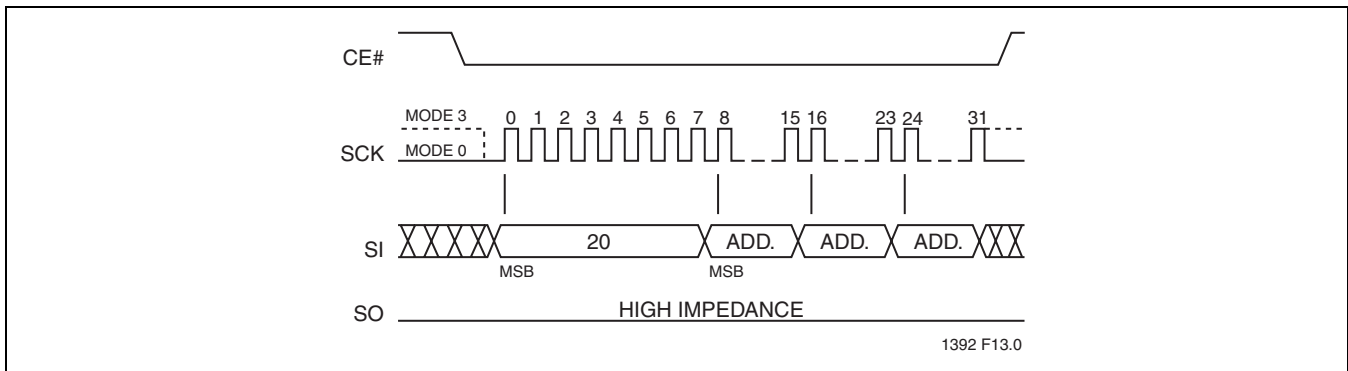 CE#
MODE 3 0 1 2 3 4 5 6 7 8 15 16 23 24 31
SCK MODE 0
SI 20 ADD. ADD. ADD.
MSB MSB
SO HIGH IMPEDANCE
1392 F13.0